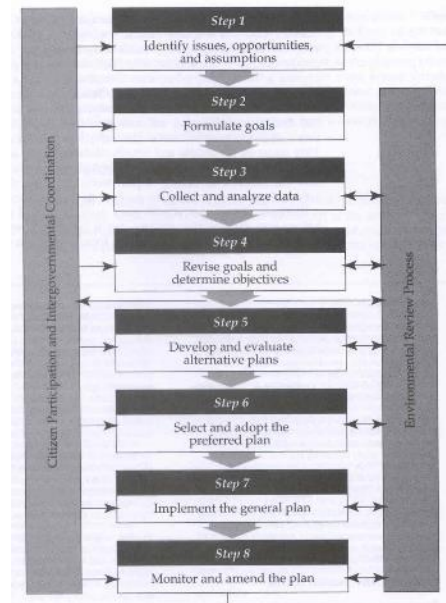 Step 1
Identify issues, opportunities,
and assumptions
Step 2
Formulate goals
Step 3
Collect and analyze data
Step 4
Revise goals and
determine objectives
Step 5
Develop and evaluate
alternative plans
Step 6
Select and adopt the
preferred plan
Step 7
Implement the general plan
Step 8
Monitor and amend the plan
Citizen Participation and Intergovernmental Coordination
Environmental Review Process